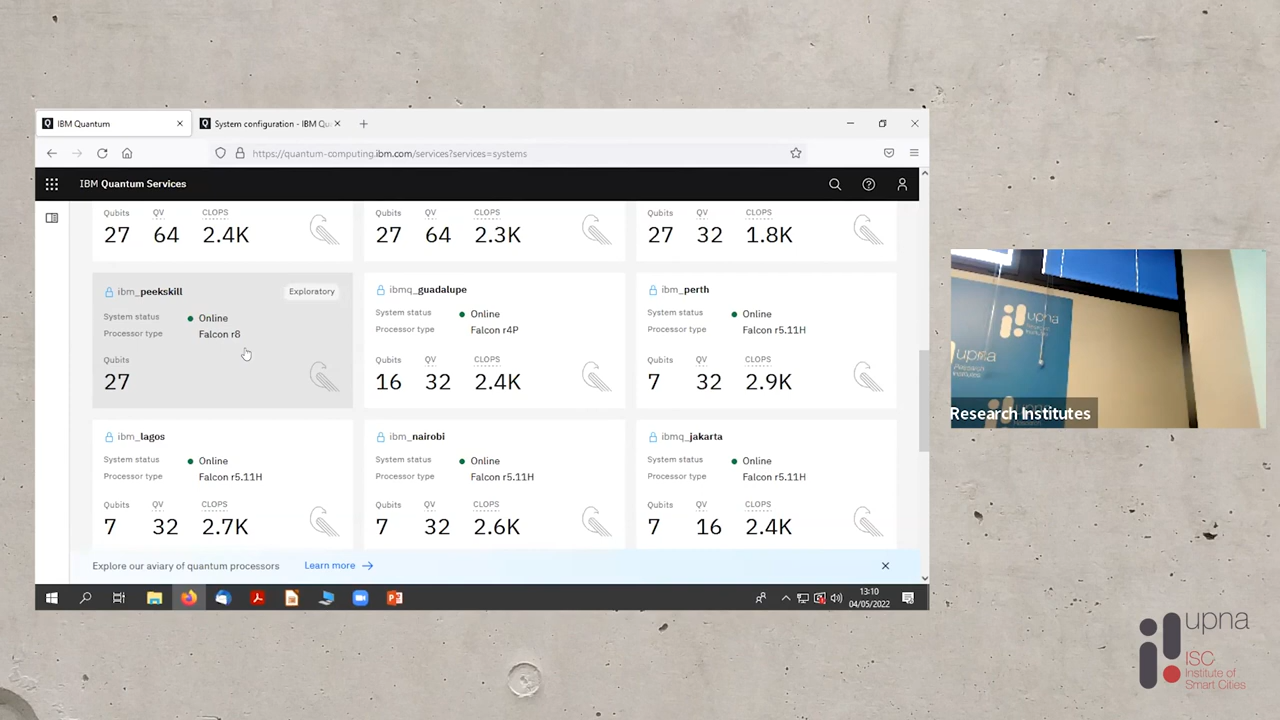 IBM Quantum
System configuration - IBM Qu
https://quantum-computing.ibm.com/services?services=systems
IBM Quantum Services
Qubits QV CLOPS
27 64 2.4K
Qubits QV CLOPS
27 64 2.3K
Qubits QV CLOPS
27 32 1.8K
ibm_peekskill Exploratory
System status Online
Processor type Falcon r8
Qubits
27
ibmq_guadalupe
System status Online
Processor type Falcon r4P
Qubits QV CLOPS
16 32 2.4K
ibm_perth
System status Online
Processor type Falcon r5.11H
Qubits QV CLOPS
7 32 2.9K
ibm_lagos
System status Online
Processor type Falcon r5.11H
Qubits QV CLOPS
7 32 2.7K
ibm_nairobi
System status Online
Processor type Falcon r5.11H
Qubits QV CLOPS
7 32 2.6K
ibmq_jakarta
System status Online
Processor type Falcon r5.11H
Qubits QV CLOPS
7 16 2.4K
Explore our aviary of quantum processors Learn more
13:10
04/05/2022
upna
upna
Research Institutes
upna
ISC
Institute of
Smart Cities